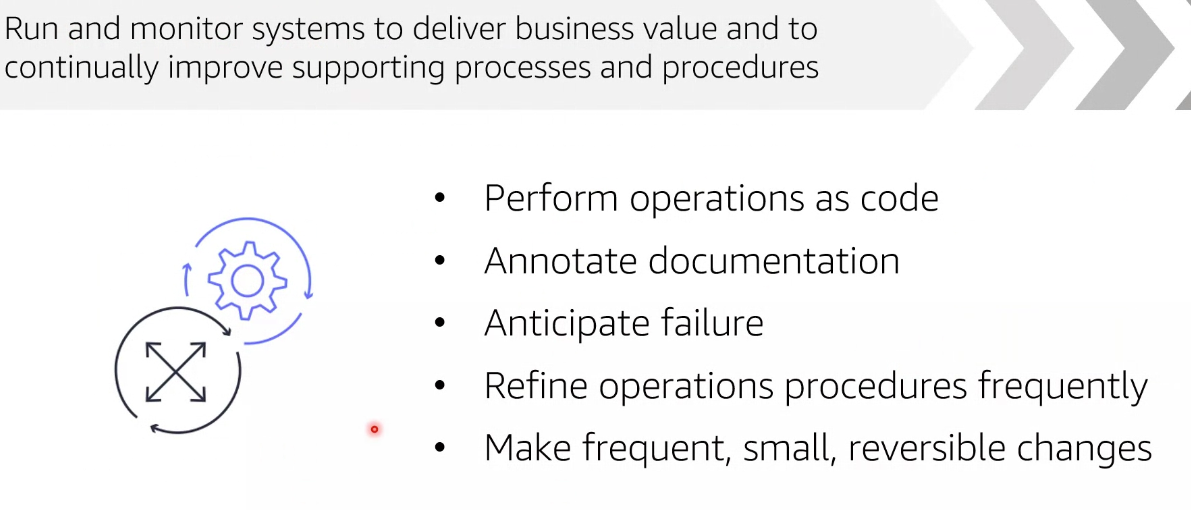 Run and monitor systems to deliver business value and to
continually improve supporting processes and procedures
• Perform operations as code
• Annotate documentation
• Anticipate failure
• Refine operations procedures frequently
• Make frequent, small, reversible changes